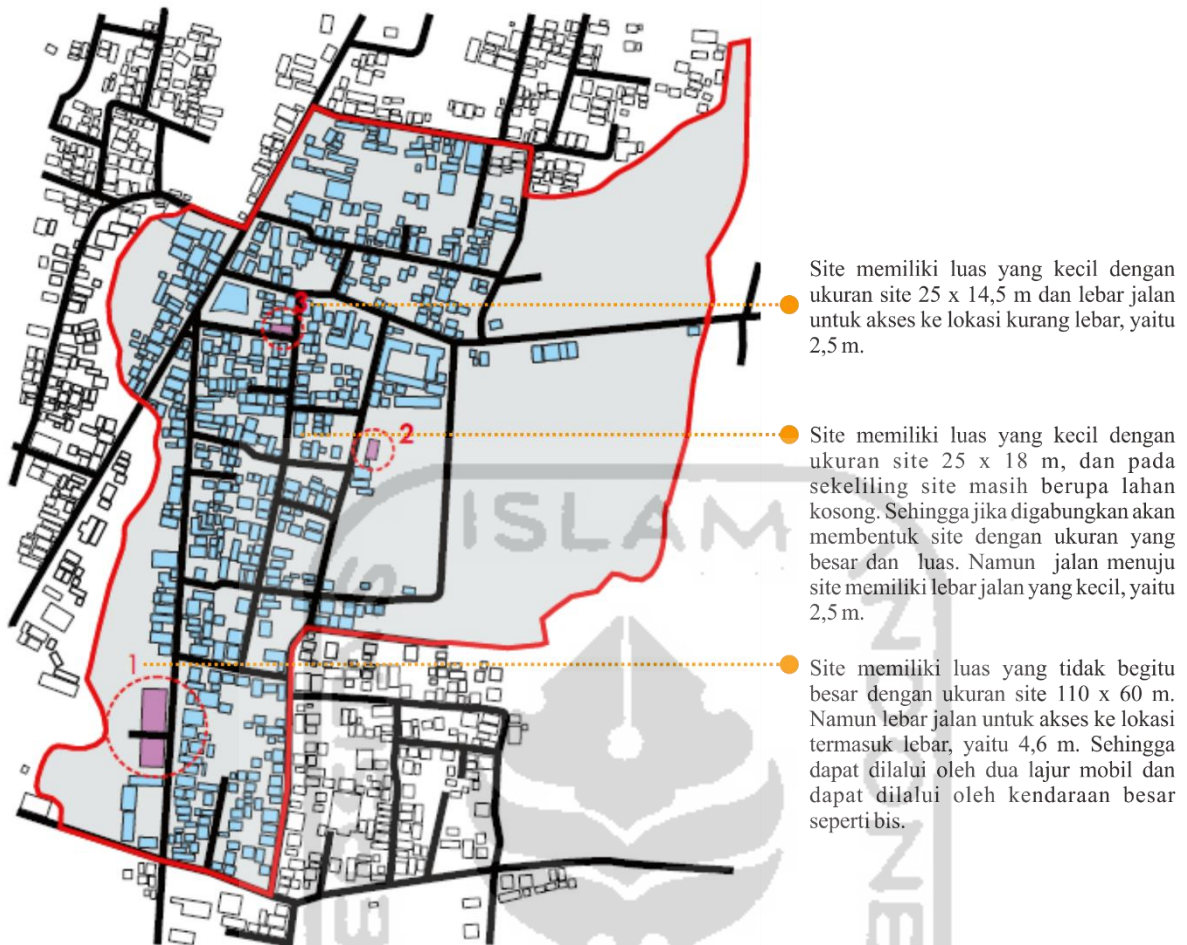 3
Site memiliki luas yang kecil dengan
ukuran site 25 x 14,5 m dan lebar jalan
untuk akses ke lokasi kurang lebar, yaitu
2,5 m.
2
Site memiliki luas yang kecil dengan
ukuran site 25 x 18 m, dan pada
sekeliling site masih berupa lahan
kosong. Sehingga jika digabungkan akan
membentuk site dengan ukuran yang
besar dan luas. Namun jalan menuju
site memiliki lebar jalan yang kecil, yaitu
2,5 m.
1
Site memiliki luas yang tidak begitu
besar dengan ukuran site 110 x 60 m.
Namun lebar jalan untuk akses ke lokasi
termasuk lebar, yaitu 4,6 m. Sehingga
dapat dilalui oleh dua lajur mobil dan
dapat dilalui oleh kendaraan besar
seperti bis.
ISLAM
INDONE